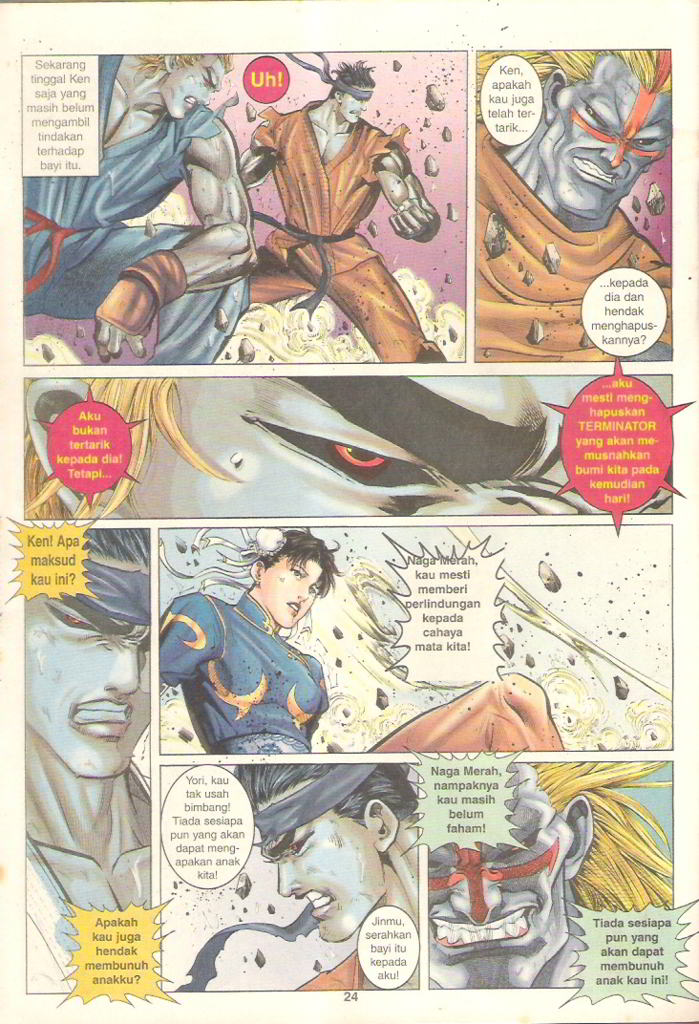 Sekarang
tinggal Ken
saja yang
masih belum
mengambil
tindakan
terhadap
bayi itu.
Uh!
Ken,
apakah
kau juga
telah ter-
tarik...
...kepada
dia dan
hendak
menghapus-
kannya?
Aku
bukan
tertarik
kepada dia!
Tetapi...
...aku
mesti meng-
hapuskan
TERMINATOR
yang akan me-
musnahkan
bumi kita pada
kemudian
hari!
Ken! Apa
maksud
kau ini?
Naga Merah,
kau mesti
memberi
perlindungan
kepada
cahaya
mata kita!
Apakah
kau juga
hendak
membunuh
anakku?
Yori, kau
tak usah
bimbang!
Tiada sesiapa
pun yang akan
dapat meng-
apakan anak
kita!
Jinmu,
serahkan
bayi itu
kepada
aku!
Naga Merah,
nampaknya
kau masih
belum
faham!
Tiada sesiapa
pun yang
akan dapat
membunuh
anak kau ini!
24